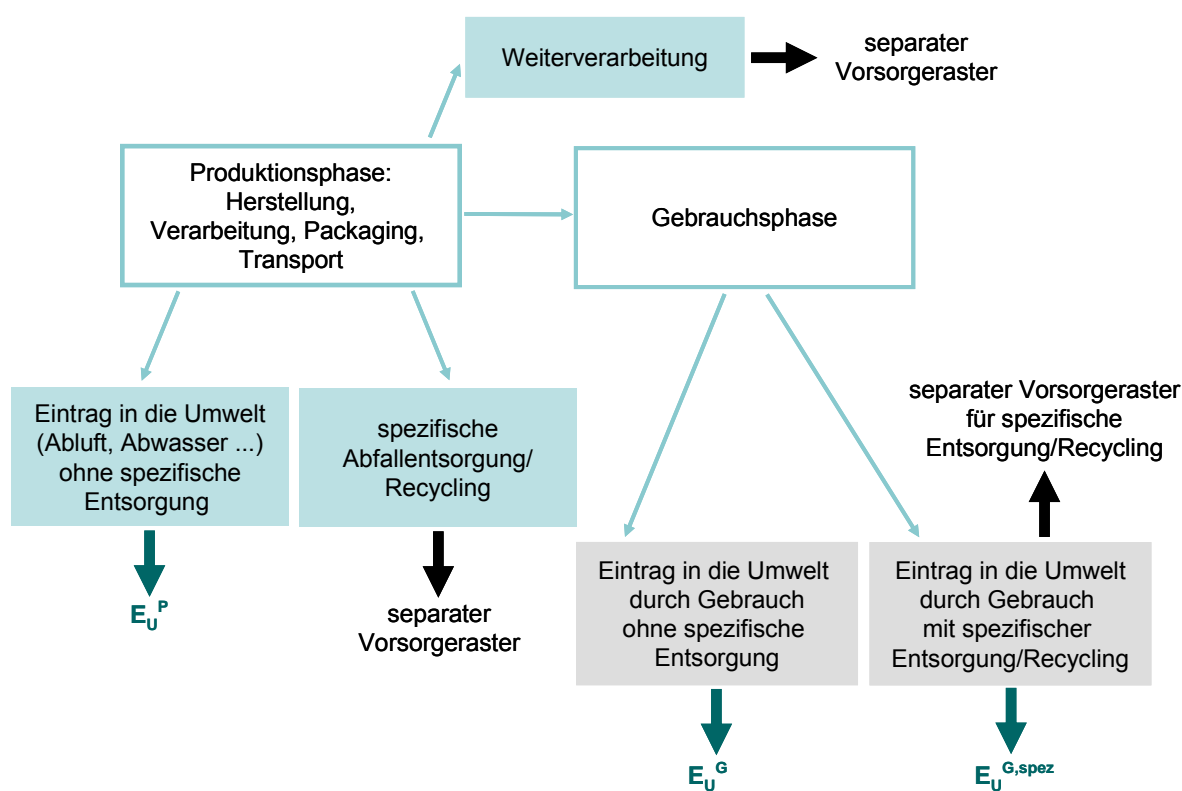 Weiterverarbeitung
separater
Vorsorgeraster
Produktionsphase:
Herstellung,
Verarbeitung, Packaging,
Transport
Gebrauchsphase
Eintrag in die Umwelt
(Abluft, Abwasser ...)
ohne spezifische
Entsorgung
spezifische
Abfallentsorgung/
Recycling
separater Vorsorgeraster
für spezifische
Entsorgung/Recycling
E_U^P
separater
Vorsorgeraster
Eintrag in die Umwelt
durch Gebrauch
ohne spezifische
Entsorgung
Eintrag in die Umwelt
durch Gebrauch
mit spezifischer
Entsorgung/Recycling
E_U^G
E_U^G,spez